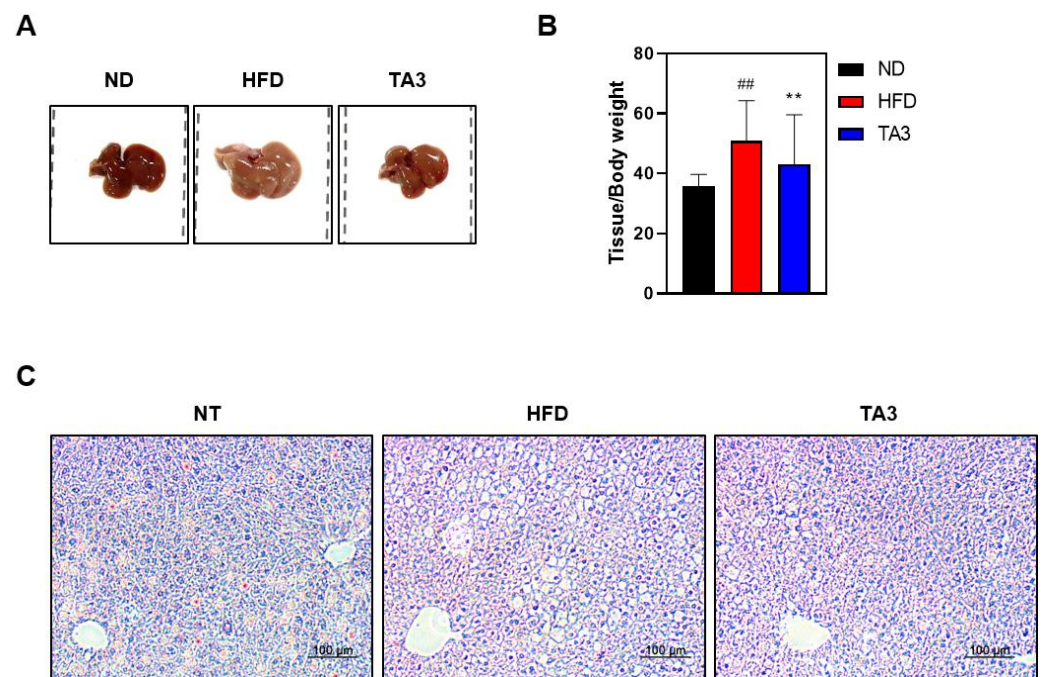 A
ND HFD TA3
B
Tissue/Body weight
80
60
40
20
0
##
**
ND
HFD
TA3
C
NT HFD TA3
100 μm 100 μm 100 μm